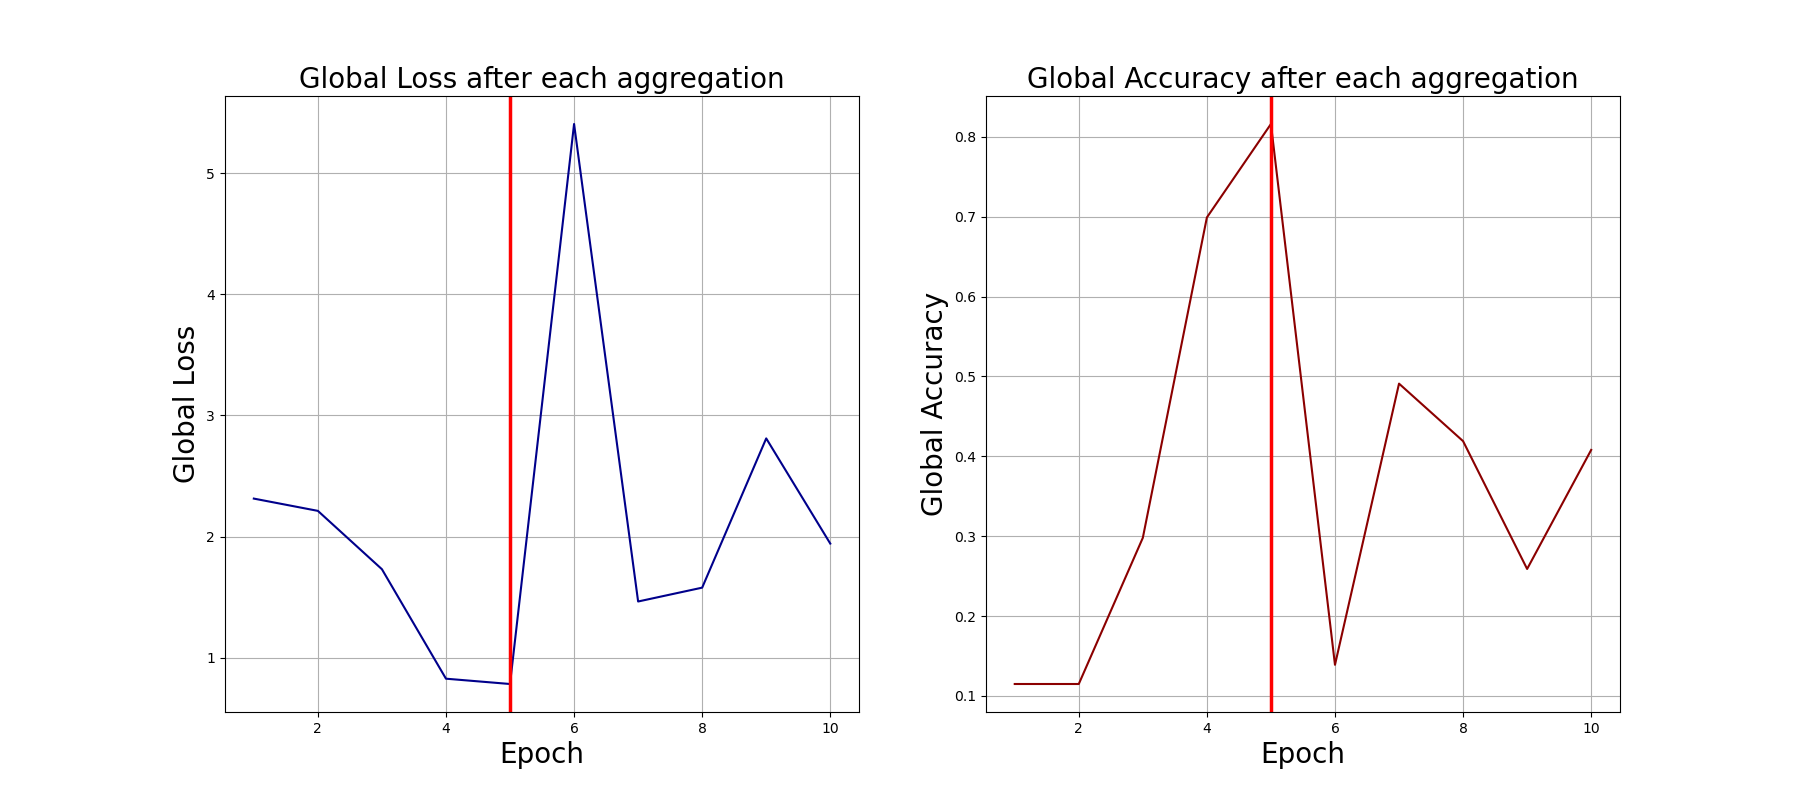 Global Loss after each aggregation
Global Loss
5
4
3
2
1
2 4 6 8 10
Epoch
Global Accuracy after each aggregation
Global Accuracy
0.8
0.7
0.6
0.5
0.4
0.3
0.2
0.1
2 4 6 8 10
Epoch